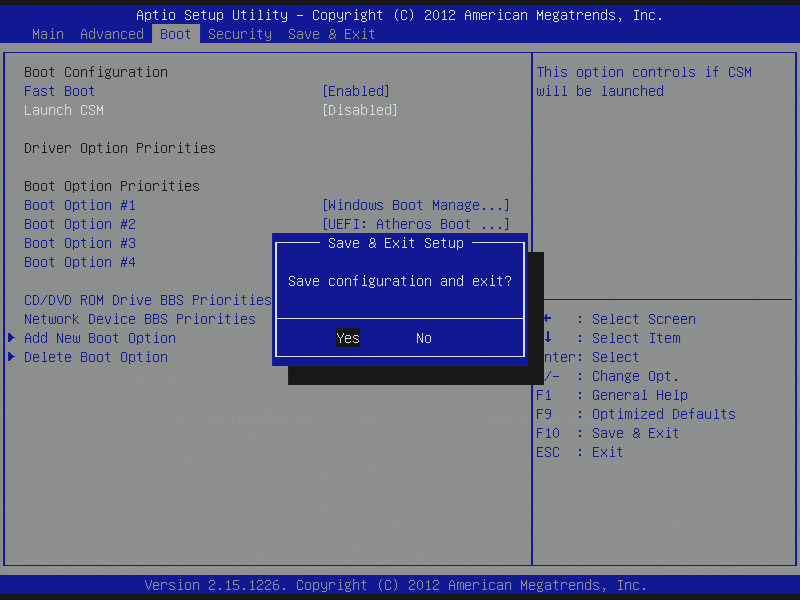 Aptio Setup Utility – Copyright (C) 2012 American Megatrends, Inc.
Main Advanced Boot Security Save & Exit
Boot Configuration
Fast Boot [Enabled]
Launch CSM [Disabled]
Driver Option Priorities
Boot Option Priorities
Boot Option #1 [Windows Boot Manage...]
Boot Option #2 [UEFI: Atheros Boot ...]
Boot Option #3
Boot Option #4
CD/DVD ROM Drive BBS Priorities
Network Device BBS Priorities
Add New Boot Option
Delete Boot Option
Save & Exit Setup
Save configuration and exit?
Yes No
This option controls if CSM
will be launched
: Select Screen
: Select Item
nter: Select
/– : Change Opt.
F1 : General Help
F9 : Optimized Defaults
F10 : Save & Exit
ESC : Exit
Version 2.15.1226. Copyright (C) 2012 American Megatrends, Inc.